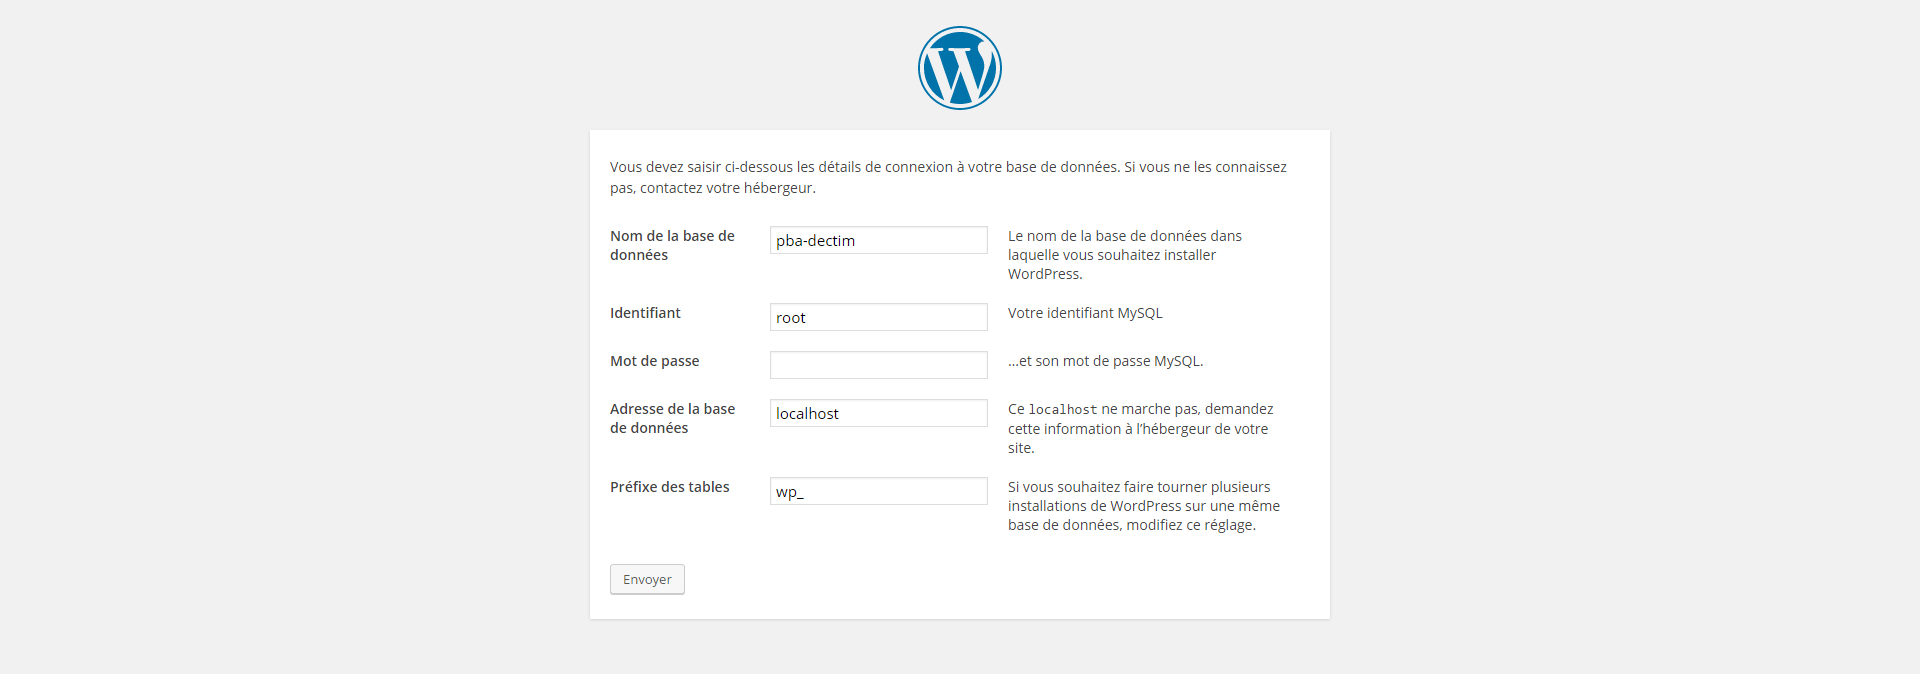 Vous devez saisir ci-dessous les détails de connexion à votre base de données. Si vous ne les connaissez
pas, contactez votre hébergeur.
Nom de la base de
données
pba-dectim
Le nom de la base de données dans
laquelle vous souhaitez installer
WordPress.
Identifiant
root
Votre identifiant MySQL
Mot de passe
…et son mot de passe MySQL.
Adresse de la base
de données
localhost
Ce localhost ne marche pas, demandez
cette information à l’hébergeur de votre
site.
Préfixe des tables
wp_
Si vous souhaitez faire tourner plusieurs
installations de WordPress sur une même
base de données, modifiez ce réglage.
Envoyer